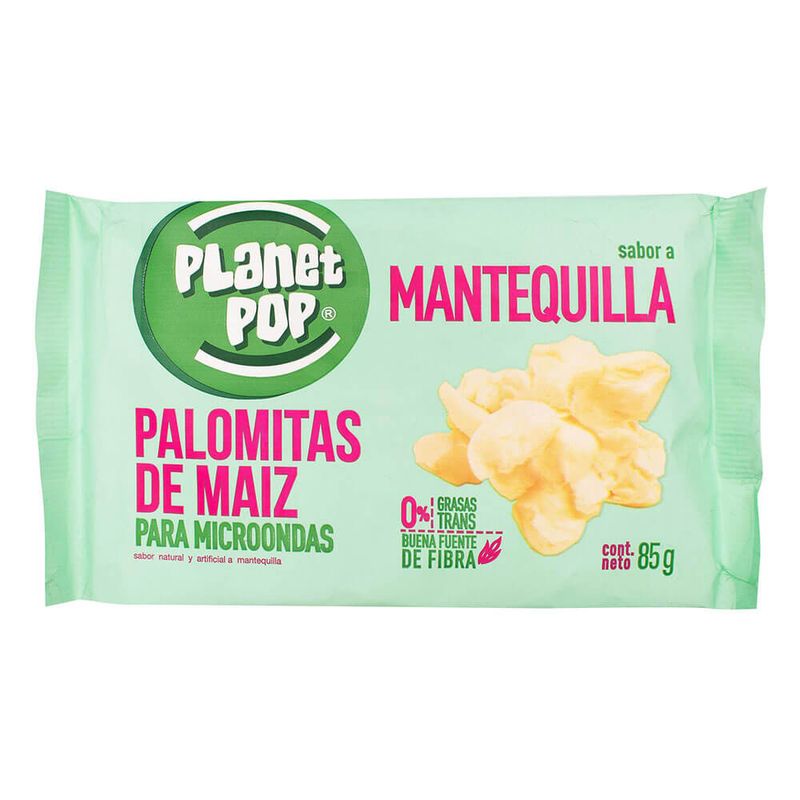 PLanet
POP®
PALOMITAS
DE MAIZ
PARA MICROONDAS
sabor natural y artificial a mantequilla
sabor a
MANTEQUILLA
0% GRASAS
TRANS
BUENA FUENTE
DE FIBRA
cont.
neto 85g